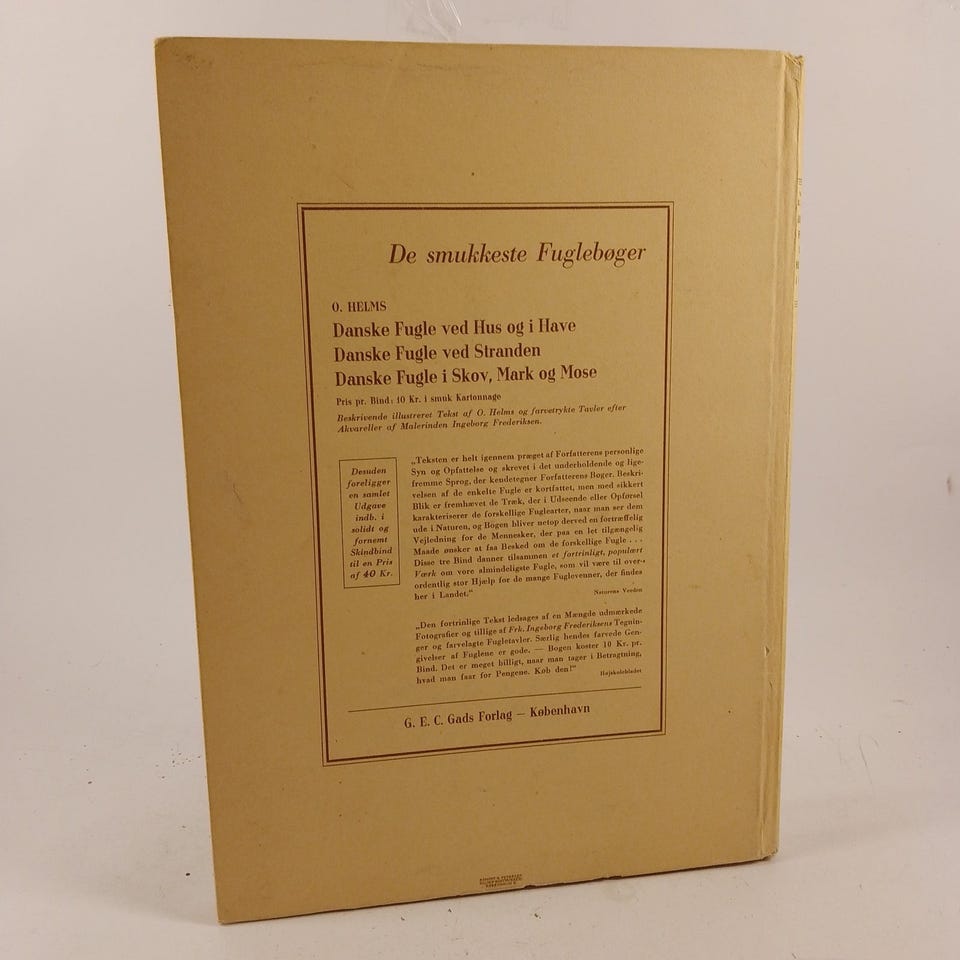 De smukkeste Fuglebøger
O. HELMS
Danske Fugle ved Hus og i Have
Danske Fugle ved Stranden
Danske Fugle i Skov, Mark og Mose
Pris pr. Bind: 10 Kr. i smuk Kartonnage
Beskrivende illustreret Tekst af O. Helms og farvetrykte Tavler efter
Akvareller af Malerinden Ingeborg Frederiksen.
Desuden
foreligger
en samlet
Udgave
indb. i
solidt og
fornemt
Skindbind
til en Pris
af 40 Kr.
„Teksten er helt igennem præget af Forfatterens personlige
Syn og Opfattelse og skrevet i det underholdende og lige-
fremme Sprog, der kendetegner Forfatterens Bøger. Beskri-
velsen af de enkelte Fugle er kortfattet, men med sikkert
Blik er fremhævet de Træk, der i Udseende eller Opførsel
karakteriserer de forskellige Fuglearter, naar man ser dem
ude i Naturen, og Bogen bliver netop derved en fortræffelig
Vejledning for de Mennesker, der paa en let tilgængelig
Maade ønsker at faa Besked om de forskellige Fugle . . .
Disse tre Bind danner tilsammen et fortrinligt, populært
Værk om vore almindeligste Fugle, som vil være til over-
ordentlig stor Hjælp for de mange Fuglevenner, der findes
her i Landet.“
Naturens Verden
„Den fortrinlige Tekst ledsages af en Mængde udmærkede
Fotografier og tillige af Frk. Ingeborg Frederiksens Tegnin-
ger og farvelagte Fugletavler. Særlig hendes farvede Gen-
givelser af Fuglene er gode. — Bogen koster 10 Kr. pr.
Bind. Det er meget billigt, naar man tager i Betragtning,
hvad man faar for Pengene. Køb den!“
Højskolebladet
G. E. C. Gads Forlag — København